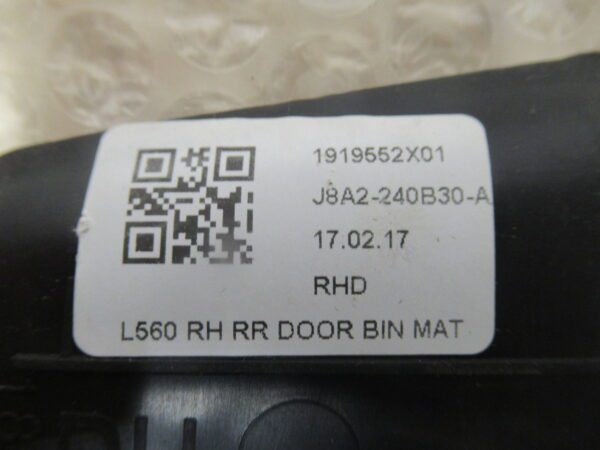 1919552X01
J8A2-240B30-A
17.02.17
RHD
L560 RH RR DOOR BIN MAT